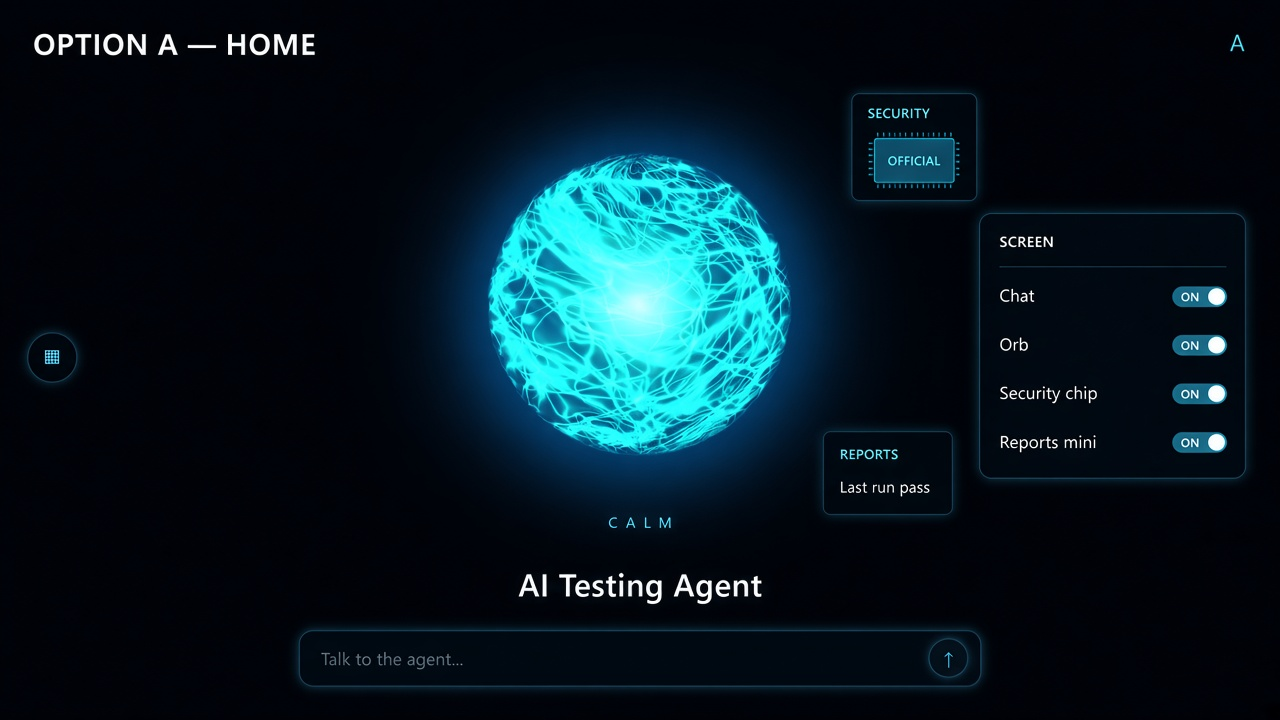 OPTION A — HOME
A
SECURITY
OFFICIAL
SCREEN
Chat
ON
Orb
ON
Security chip
ON
Reports mini
ON
REPORTS
Last run pass
CALM
AI Testing Agent
Talk to the agent...
↑